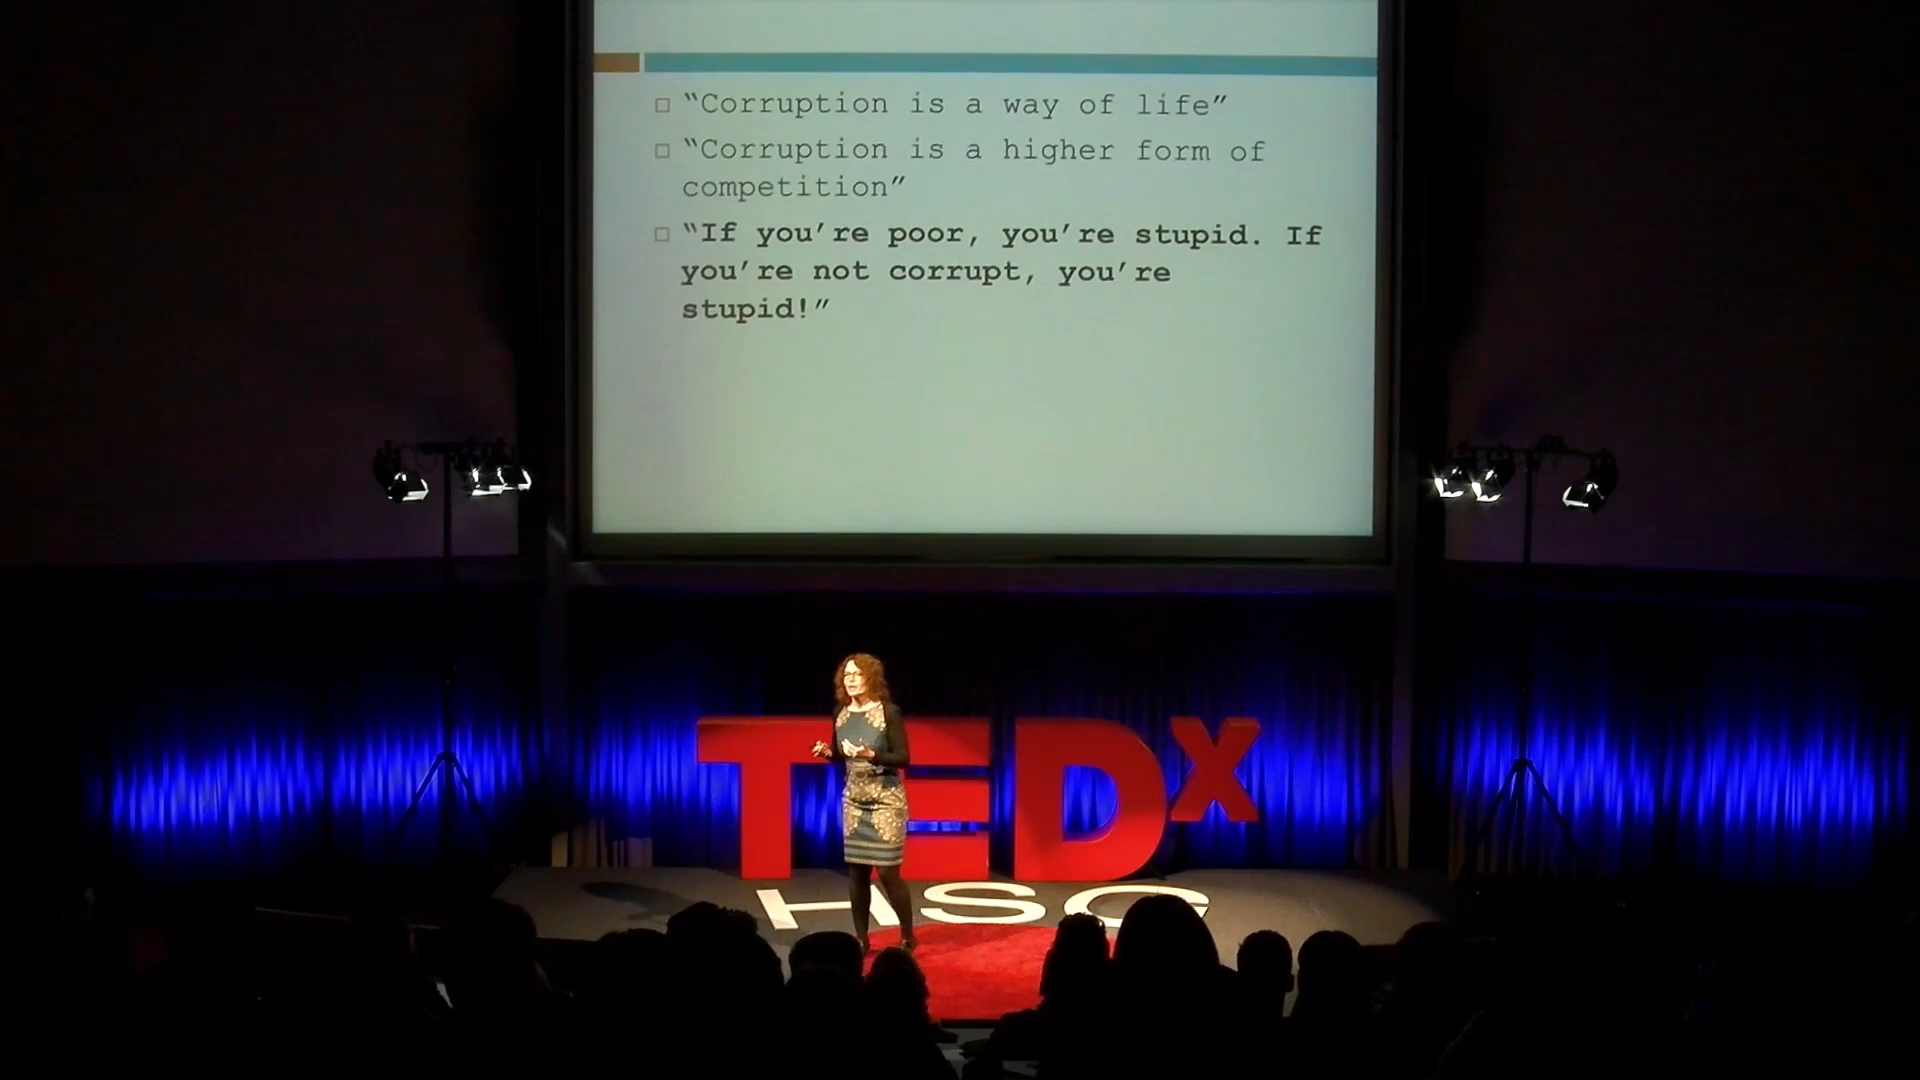 “Corruption is a way of life”
“Corruption is a higher form of
competition”
“If you’re poor, you’re stupid. If
you’re not corrupt, you’re
stupid!”
TEDx
HSG